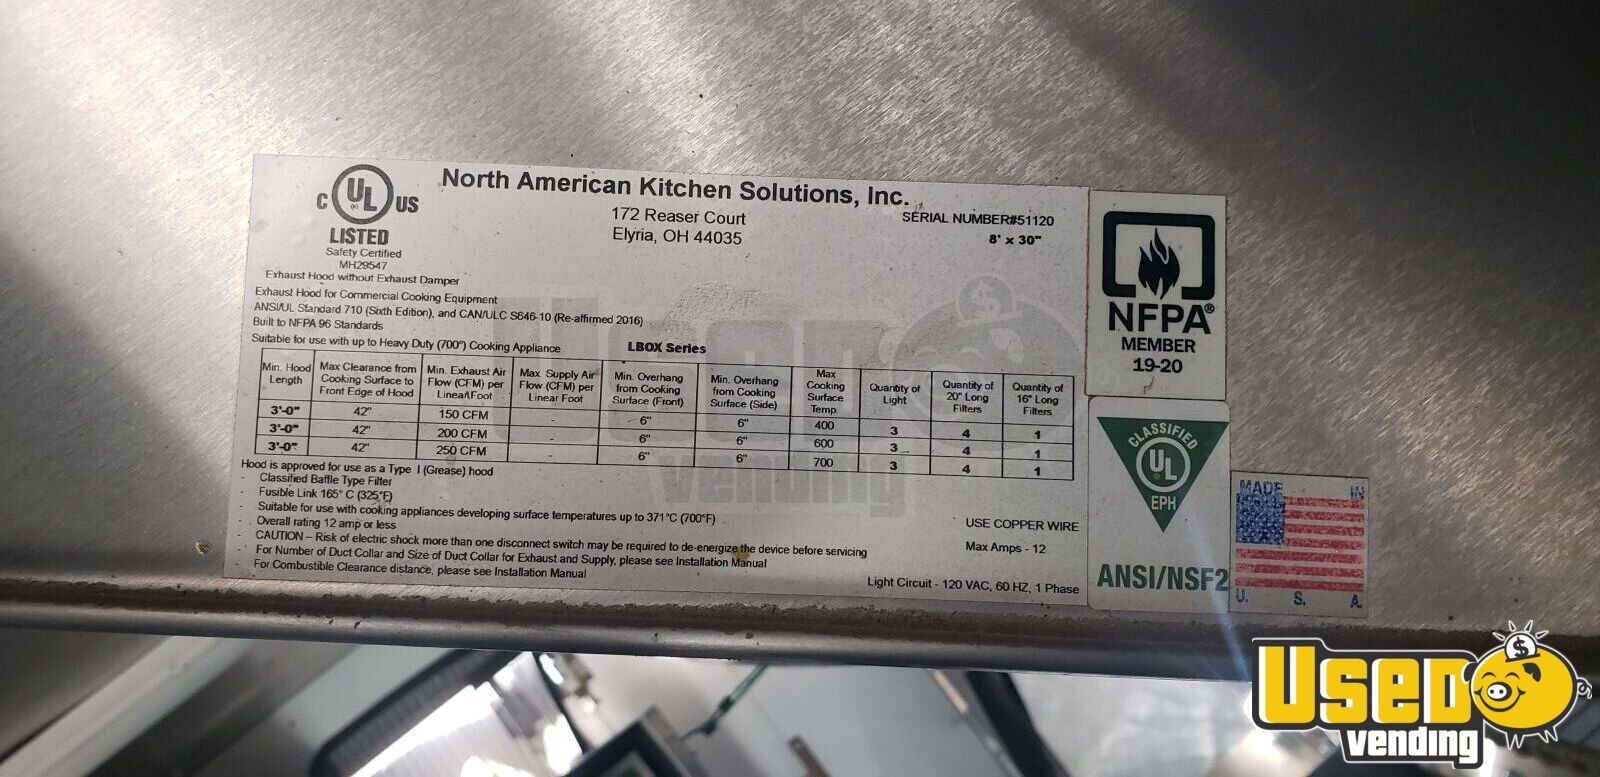 C UL US
LISTED
Safety Certified
MH29547
North American Kitchen Solutions, Inc.
172 Reaser Court
Elyria, OH 44035
SERIAL NUMBER#51120
8' x 30"
Exhaust Hood without Exhaust Damper
Exhaust Hood for Commercial Cooking Equipment
ANSI/UL Standard 710 (Sixth Edition), and CAN/ULC S646-10 (Re-affirmed 2016)
Built to NFPA 96 Standards
Suitable for use with up to Heavy Duty (700°) Cooking Appliance
LBOX Series
Min. Hood Length Max Clearance from Cooking Surface to Front Edge of Hood Min. Exhaust Air Flow (CFM) per Linear/Foot Max. Supply Air Flow (CFM) per Linear Foot Min. Overhang from Cooking Surface (Front) Min. Overhang from Cooking Surface (Side) Max Cooking Surface Temp. Quantity of Light Quantity of 20" Long Filters Quantity of 16" Long Filters
3'-0" 42" 150 CFM - 6" 6" 400 3 4 1
3'-0" 42" 200 CFM - 6" 6" 600 3 4 1
3'-0" 42" 250 CFM - 6" 6" 700 3 4 1
Hood is approved for use as a Type I (Grease) hood
- Classified Baffle Type Filter
- Fusible Link 165° C (325°F)
- Suitable for use with cooking appliances developing surface temperatures up to 371°C (700°F)
- Overall rating 12 amp or less
- CAUTION – Risk of electric shock more than one disconnect switch may be required to de-energize the device before servicing
- For Number of Duct Collar and Size of Duct Collar for Exhaust and Supply, please see Installation Manual
- For Combustible Clearance distance, please see Installation Manual
USE COPPER WIRE
Max Amps - 12
Light Circuit - 120 VAC, 60 HZ, 1 Phase
NFPA®
MEMBER
19-20
CLASSIFIED
UL
EPH
ANSI/NSF2
MADE IN
U. S. A.
USED
vending
USED
vending